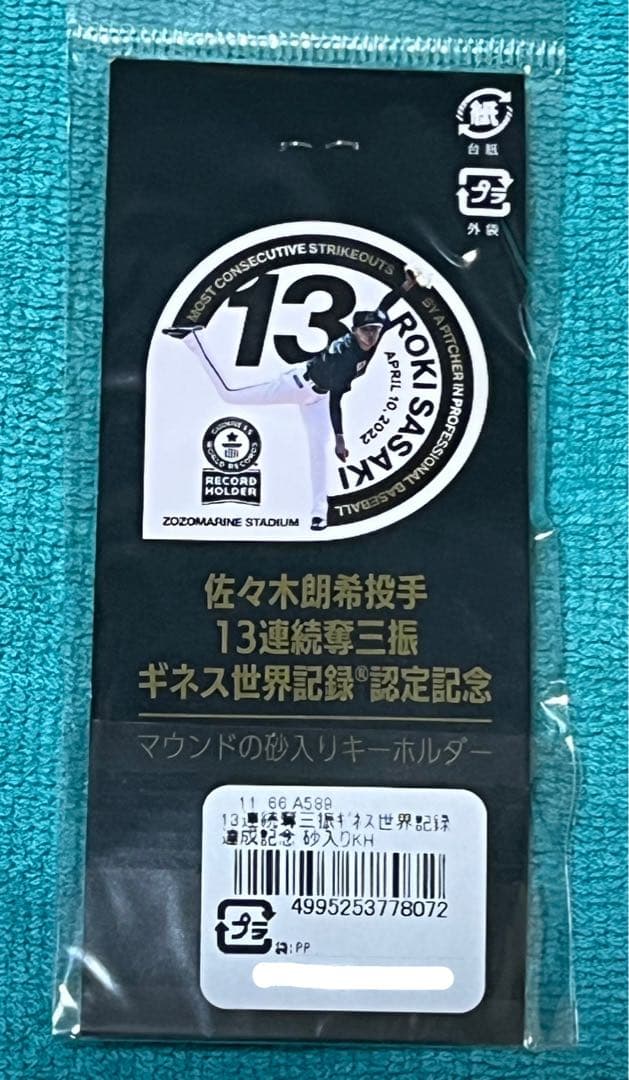 紙
台紙
プラ
外袋
MOST CONSECUTIVE STRIKEOUTS
BY A PITCHER IN PROFESSIONAL BASEBALL
13
ROKI SASAKI
APRIL 10, 2022
GUINNESS
WORLD RECORDS
RECORD
HOLDER
ZOZOMARINE STADIUM
佐々木朗希投手
13連続奪三振
ギネス世界記録®認定記念
マウンドの砂入りキーホルダー
11 66 A589
13連続奪三振ギネス世界記録
達成記念 砂入りKH
4995253778072
プラ
袋:PP